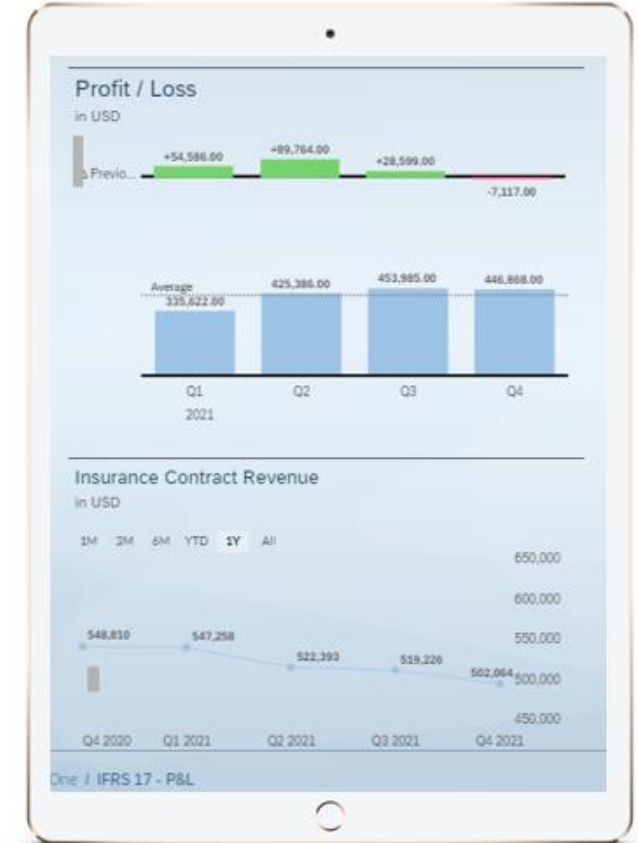 Profit / Loss
in USD
+54,586.00
+89,764.00
+28,599.00
Δ Previo...
-7,117.00
Average
335,622.00
425,386.00
453,985.00
446,868.00
Q1
Q2
Q3
Q4
2021
Insurance Contract Revenue
in USD
1M 3M 6M YTD 1Y All
650,000
600,000
550,000
548,810
547,258
522,393
519,226
502,064
500,000
450,000
Q4 2020
Q1 2021
Q2 2021
Q3 2021
Q4 2021
One / IFRS 17 - P&L